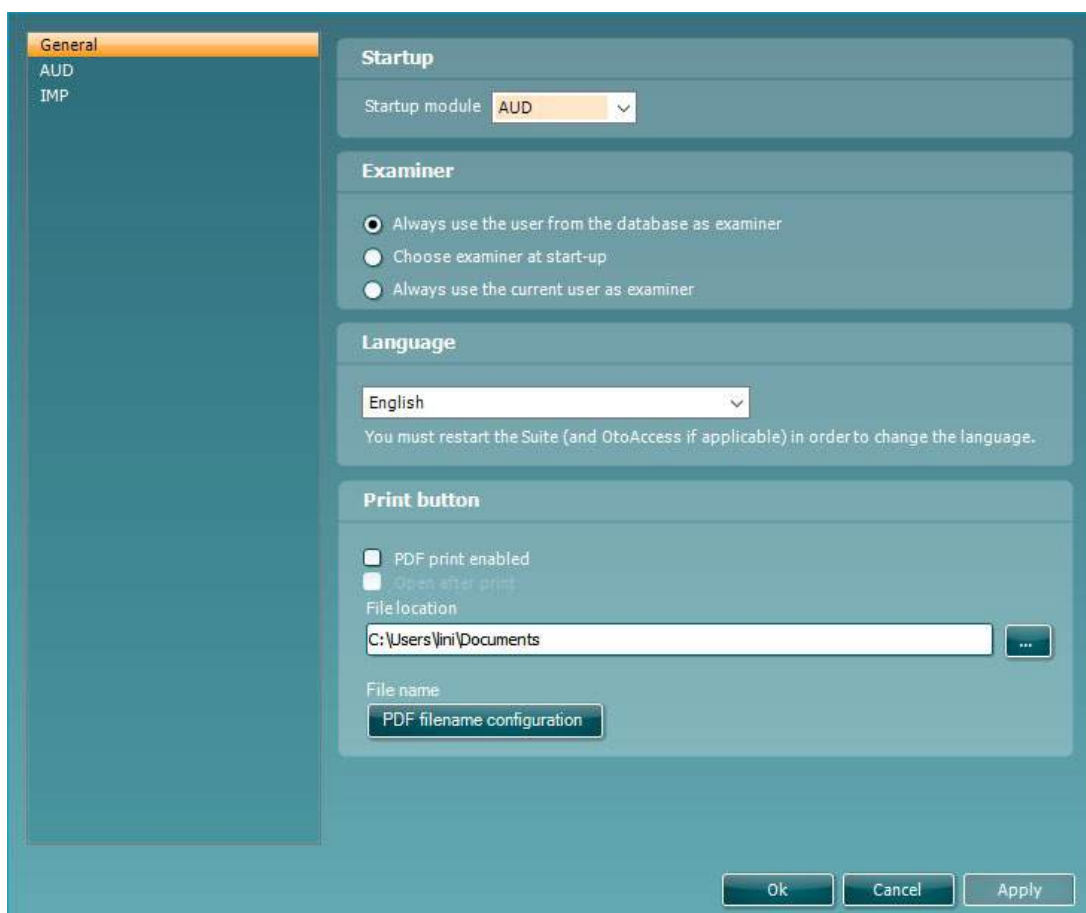 General
AUD
IMP
Startup
Startup module AUD
Examiner
Always use the user from the database as examiner
Choose examiner at start-up
Always use the current user as examiner
Language
English
You must restart the Suite (and OtoAccess if applicable) in order to change the language.
Print button
PDF print enabled
Open after print
File location
C:\Users\lini\Documents
...
File name
PDF filename configuration
Ok Cancel Apply